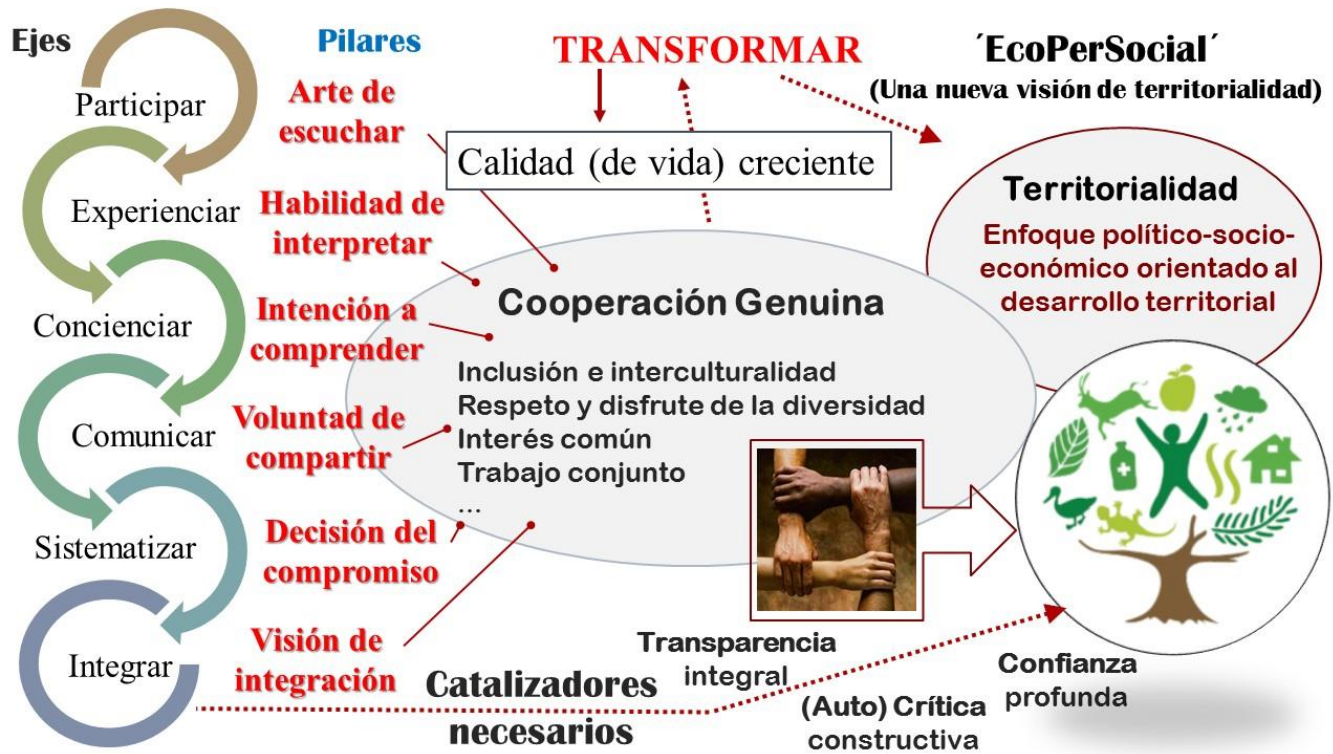 Ejes
Participar
Experienciar
Concienciar
Comunicar
Sistematizar
Integrar
Pilares
Arte de
escuchar
Habilidad de
interpretar
Intención a
comprender
Voluntad de
compartir
Decisión del
compromiso
Visión de
integración
TRANSFORMAR
Calidad (de vida) creciente
Cooperación Genuina
Inclusión e interculturalidad
Respeto y disfrute de la diversidad
Interés común
Trabajo conjunto
...
´EcoPerSocial´
(Una nueva visión de territorialidad)
Territorialidad
Enfoque político-socio-
económico orientado al
desarrollo territorial
Catalizadores
necesarios
Transparencia
integral
(Auto) Crítica
constructiva
Confianza
profunda